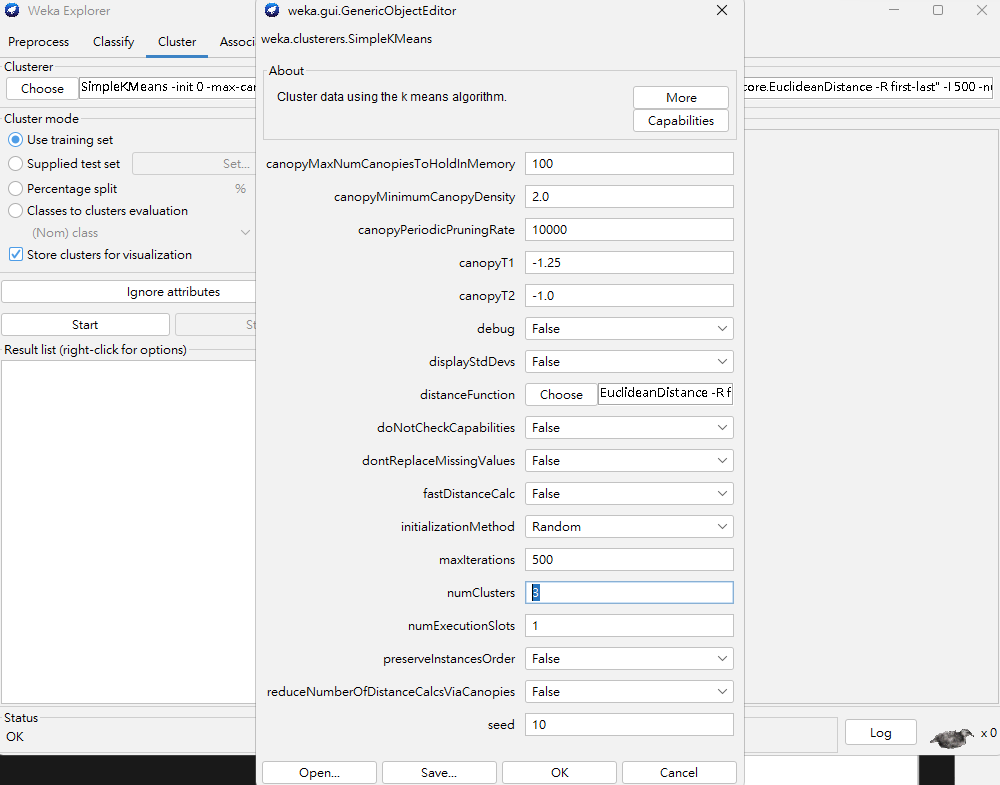 Weka Explorer
Preprocess Classify Cluster Associ
Clusterer
Choose SimpleKMeans -init 0 -max-can
core.EuclideanDistance -R first-last" -I 500 -n
Cluster mode
Use training set
Supplied test set Set...
Percentage split %
Classes to clusters evaluation
(Nom) class
Store clusters for visualization
Ignore attributes
Start St
Result list (right-click for options)
Status
OK
Log x 0
weka.gui.GenericObjectEditor
weka.clusterers.SimpleKMeans
About
Cluster data using the k means algorithm.
More
Capabilities
canopyMaxNumCanopiesToHoldInMemory 100
canopyMinimumCanopyDensity 2.0
canopyPeriodicPruningRate 10000
canopyT1 -1.25
canopyT2 -1.0
debug False
displayStdDevs False
distanceFunction Choose EuclideanDistance -R f
doNotCheckCapabilities False
dontReplaceMissingValues False
fastDistanceCalc False
initializationMethod Random
maxIterations 500
numClusters 3
numExecutionSlots 1
preserveInstancesOrder False
reduceNumberOfDistanceCalcsViaCanopies False
seed 10
Open... Save... OK Cancel